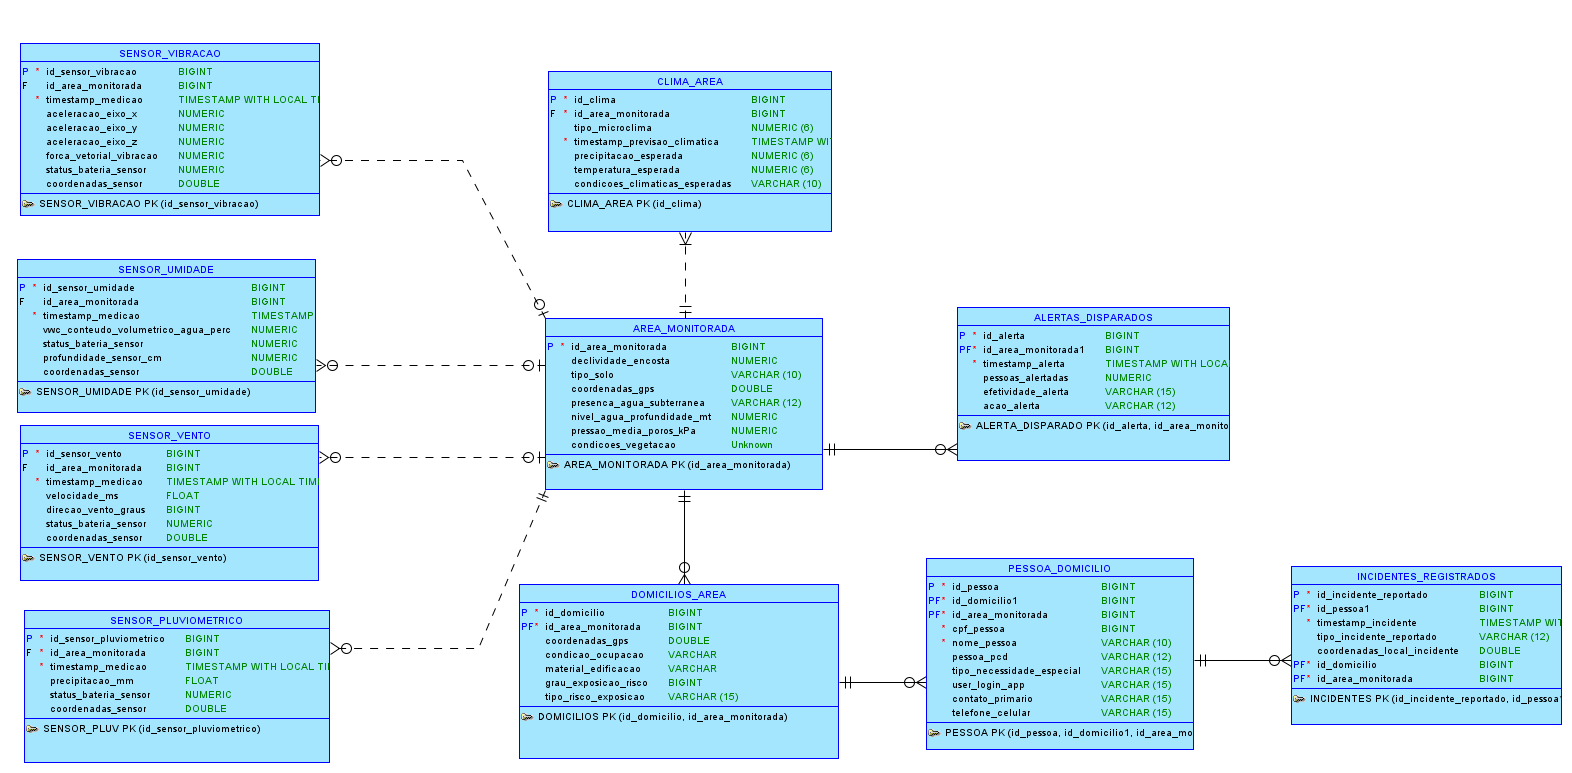 SENSOR_VIBRACAO
P * id_sensor_vibracao BIGINT
F id_area_monitorada BIGINT
* timestamp_medicao TIMESTAMP WITH LOCAL TI
aceleracao_eixo_x NUMERIC
aceleracao_eixo_y NUMERIC
aceleracao_eixo_z NUMERIC
forca_vetorial_vibracao NUMERIC
status_bateria_sensor NUMERIC
coordenadas_sensor DOUBLE
SENSOR_VIBRACAO PK (id_sensor_vibracao)
CLIMA_AREA
P * id_clima BIGINT
F * id_area_monitorada BIGINT
tipo_microclima NUMERIC (6)
* timestamp_previsao_climatica TIMESTAMP WI
precipitacao_esperada NUMERIC (6)
temperatura_esperada NUMERIC (6)
condicoes_climaticas_esperadas VARCHAR (10)
CLIMA_AREA PK (id_clima)
SENSOR_UMIDADE
P * id_sensor_umidade BIGINT
F id_area_monitorada BIGINT
* timestamp_medicao TIMESTAMP
vwc_conteudo_volumetrico_agua_perc NUMERIC
status_bateria_sensor NUMERIC
profundidade_sensor_cm NUMERIC
coordenadas_sensor DOUBLE
SENSOR_UMIDADE PK (id_sensor_umidade)
AREA_MONITORADA
P * id_area_monitorada BIGINT
declividade_encosta NUMERIC
tipo_solo VARCHAR (10)
coordenadas_gps DOUBLE
presenca_agua_subterranea VARCHAR (12)
nivel_agua_profundidade_mt NUMERIC
pressao_media_poros_kPa NUMERIC
condicoes_vegetacao Unknown
AREA_MONITORADA PK (id_area_monitorada)
ALERTAS_DISPARADOS
P * id_alerta BIGINT
PF* id_area_monitorada1 BIGINT
* timestamp_alerta TIMESTAMP WITH LOCA
pessoas_alertadas NUMERIC
efetividade_alerta VARCHAR (15)
acao_alerta VARCHAR (12)
ALERTA_DISPARADO PK (id_alerta, id_area_monito
SENSOR_VENTO
P * id_sensor_vento BIGINT
F id_area_monitorada BIGINT
* timestamp_medicao TIMESTAMP WITH LOCAL TIM
velocidade_ms FLOAT
direcao_vento_graus BIGINT
status_bateria_sensor NUMERIC
coordenadas_sensor DOUBLE
SENSOR_VENTO PK (id_sensor_vento)
SENSOR_PLUVIOMETRICO
P * id_sensor_pluviometrico BIGINT
F * id_area_monitorada BIGINT
* timestamp_medicao TIMESTAMP WITH LOCAL TI
precipitacao_mm FLOAT
status_bateria_sensor NUMERIC
coordenadas_sensor DOUBLE
SENSOR_PLUV PK (id_sensor_pluviometrico)
DOMICILIOS_AREA
P * id_domicilio BIGINT
PF* id_area_monitorada BIGINT
coordenadas_gps DOUBLE
condicao_ocupacao VARCHAR
material_edificacao VARCHAR
grau_exposicao_risco BIGINT
tipo_risco_exposicao VARCHAR (15)
DOMICILIOS PK (id_domicilio, id_area_monitorada)
PESSOA_DOMICILIO
P * id_pessoa BIGINT
PF* id_domicilio1 BIGINT
PF* id_area_monitorada BIGINT
* cpf_pessoa BIGINT
* nome_pessoa VARCHAR (10)
pessoa_pcd VARCHAR (12)
tipo_necessidade_especial VARCHAR (15)
user_login_app VARCHAR (15)
contato_primario VARCHAR (15)
telefone_celular VARCHAR (15)
PESSOA PK (id_pessoa, id_domicilio1, id_area_mo
INCIDENTES_REGISTRADOS
P * id_incidente_reportado BIGINT
PF* id_pessoa1 BIGINT
* timestamp_incidente TIMESTAMP WIT
tipo_incidente_reportado VARCHAR (12)
coordenadas_local_incidente DOUBLE
PF* id_domicilio BIGINT
PF* id_area_monitorada BIGINT
INCIDENTES PK (id_incidente_reportado, id_pessoa1